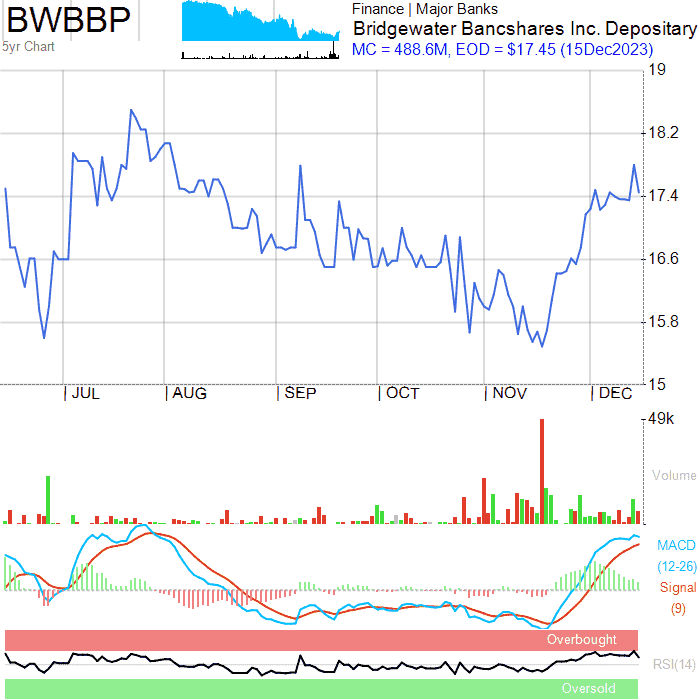 BWBBP
5yr Chart
Finance | Major Banks
Bridgewater Bancshares Inc. Depositary
MC = 488.6M, EOD = $17.45 (15Dec2023)
19
18.2
17.4
16.6
15.8
15
JUL AUG SEP OCT NOV DEC
49k
Volume
MACD
(12-26)
Signal
(9)
Overbought
RSI(14)
Oversold